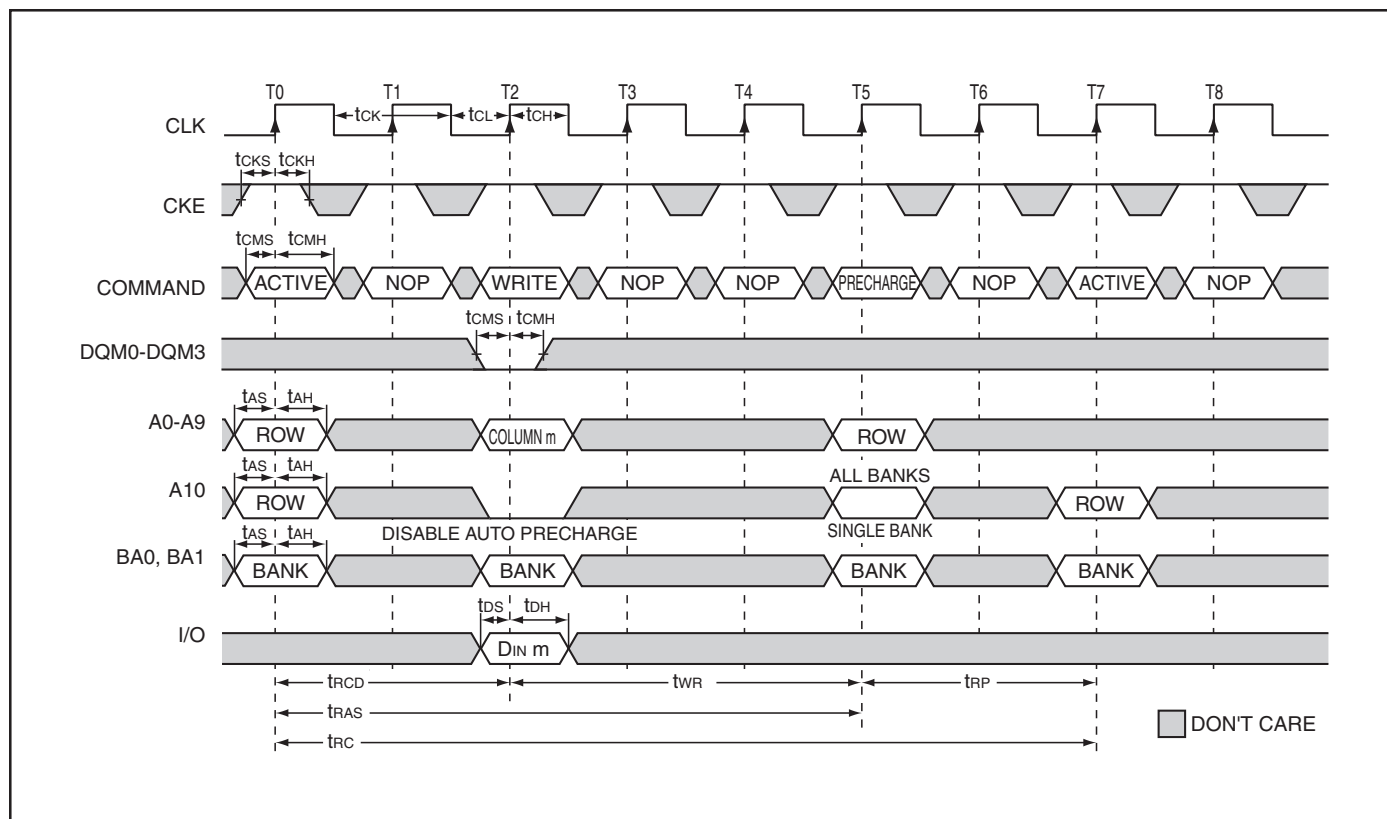 T0 T1 T2 T3 T4 T5 T6 T7 T8
tCK tCL tCH
CLK
tCKS tCKH
CKE
tCMS tCMH
COMMAND ACTIVE NOP WRITE NOP NOP PRECHARGE NOP ACTIVE NOP
tCMS tCMH
DQM0-DQM3
tAS tAH
A0-A9 ROW COLUMN m ROW
tAS tAH ALL BANKS
A10 ROW ROW
DISABLE AUTO PRECHARGE SINGLE BANK
tAS tAH
BA0, BA1 BANK BANK BANK BANK
tDS tDH
I/O DIN m
tRCD tWR tRP
tRAS
tRC
DON'T CARE